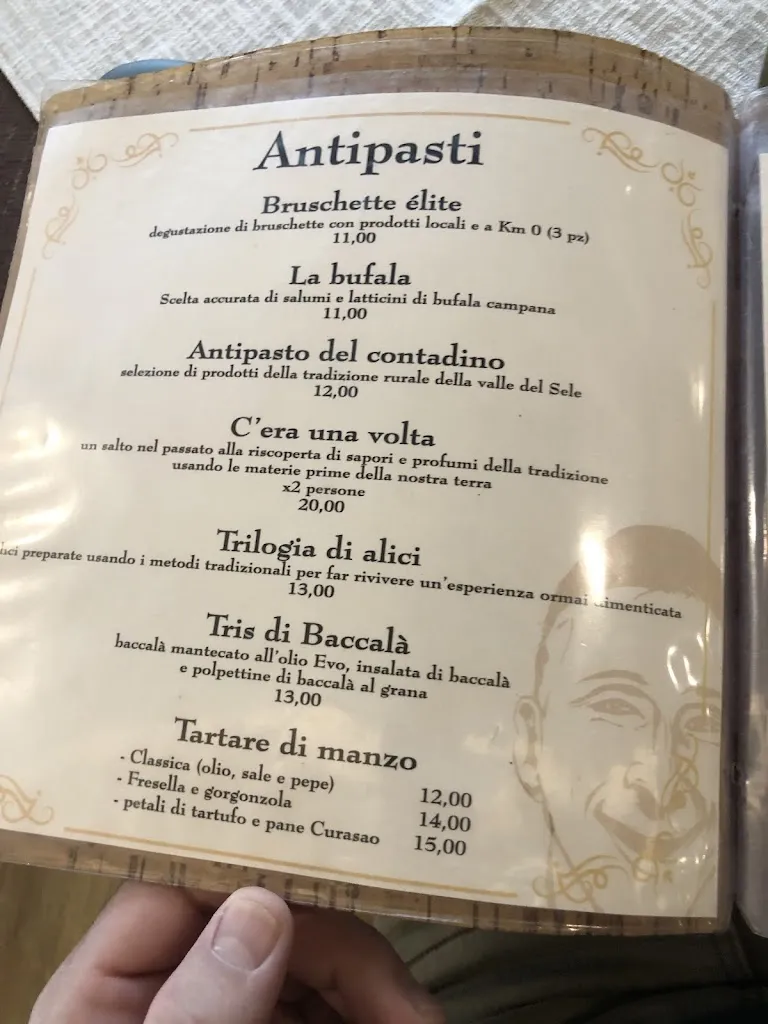 Antipasti
Bruschette élite
degustazione di bruschette con prodotti locali e a Km 0 (3 pz)
11,00
La bufala
Scelta accurata di salumi e latticini di bufala campana
11,00
Antipasto del contadino
selezione di prodotti della tradizione rurale della valle del Sele
12,00
C'era una volta
un salto nel passato alla riscoperta di sapori e profumi della tradizione
usando le materie prime della nostra terra
x2 persone
20,00
Trilogia di alici
preparate usando i metodi tradizionali per far rivivere un'esperienza ormai
13,00
Tris di Baccalà
baccalà mantecato all'olio Evo, insalata di baccalà
e polpettine di baccalà al grana
13,00
Tartare di manzo
- Classica (olio, sale e pepe) 12,00
- Fresella e gorgonzola 14,00
- petali di tartufo e pane Curasao 15,00